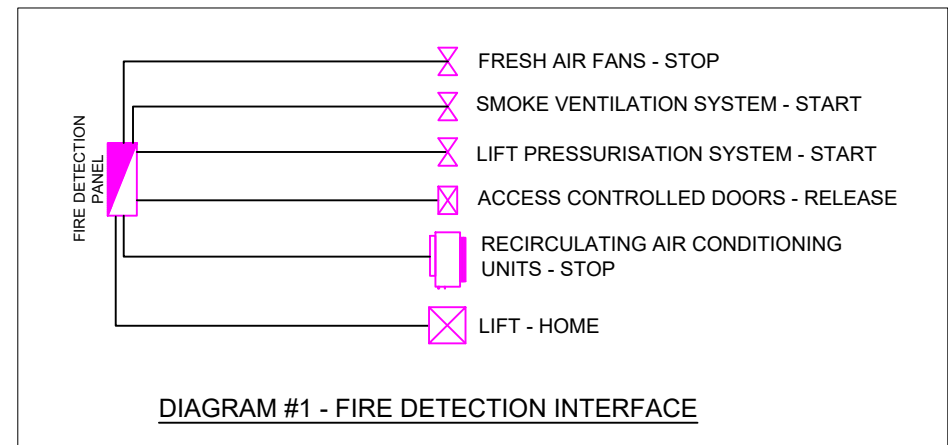 FRESH AIR FANS - STOP
SMOKE VENTILATION SYSTEM - START
FIRE DETECTION
PANEL
LIFT PRESSURISATION SYSTEM - START
ACCESS CONTROLLED DOORS - RELEASE
RECIRCULATING AIR CONDITIONING
UNITS - STOP
LIFT - HOME
DIAGRAM #1 - FIRE DETECTION INTERFACE